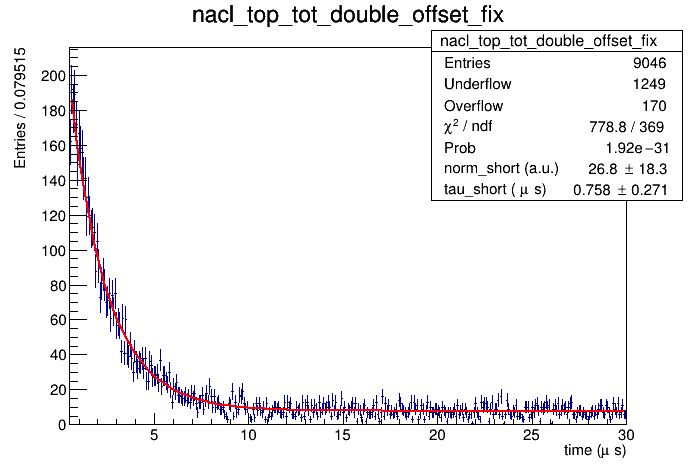 nacl_top_tot_double_offset_fix
nacl_top_tot_double_offset_fix
Entries 9046
Underflow 1249
Overflow 170
χ² / ndf 778.8 / 369
Prob 1.92e−31
norm_short (a.u.) 26.8 ± 18.3
tau_short ( μ s) 0.758 ± 0.271
Entries / 0.079515
200
180
160
140
120
100
80
60
40
20
0
5 10 15 20 25 30
time (μ s)